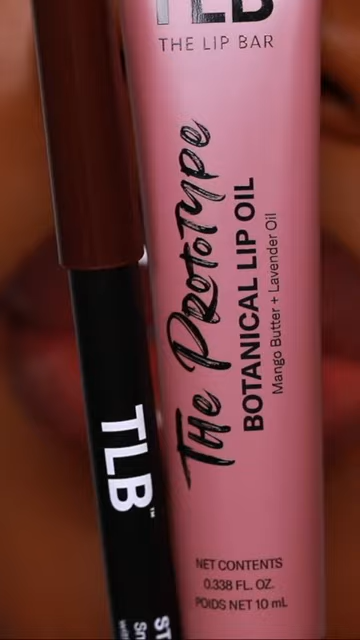 TLB
THE LIP BAR
The Prototype
BOTANICAL LIP OIL
Mango Butter + Lavender Oil
NET CONTENTS
0.338 FL. OZ.
POIDS NET 10 mL
TLB™